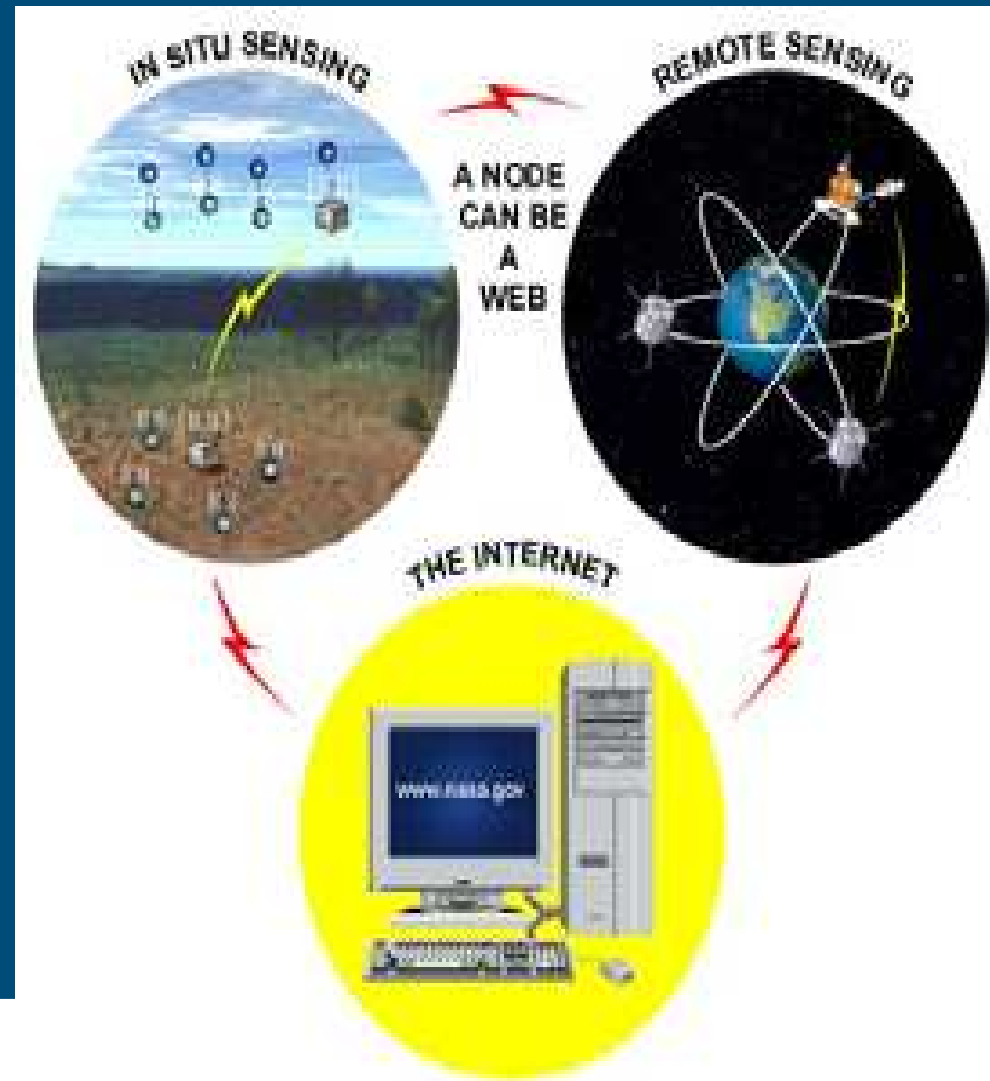 IN SITU SENSING
REMOTE SENSING
A NODE
CAN BE
A
WEB
THE INTERNET
www.nasa.gov